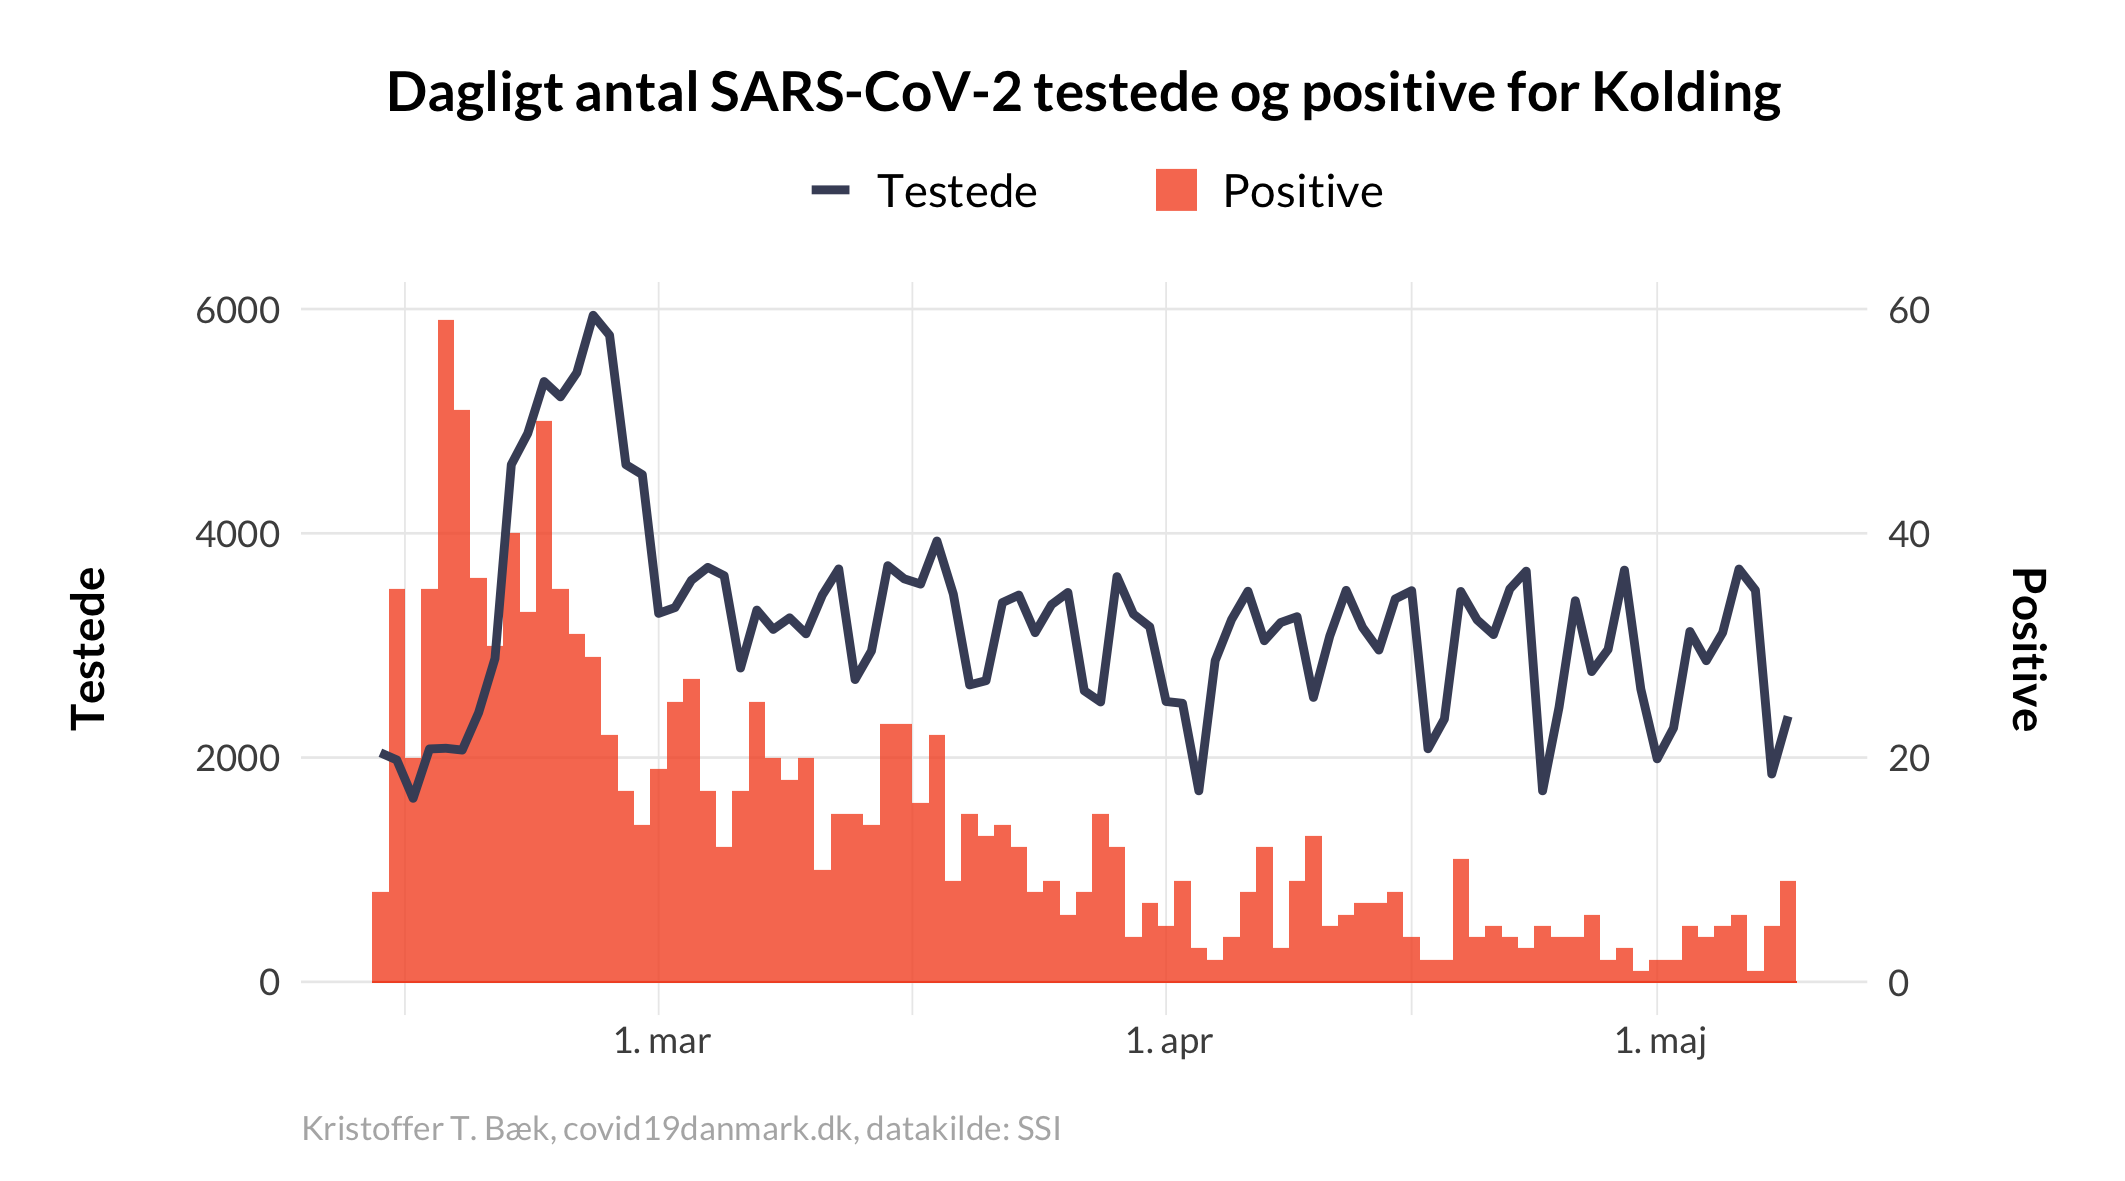 Dagligt antal SARS-CoV-2 testede og positive for Kolding
Testede
Positive
6000
4000
2000
0
Testede
60
40
20
0
Positive
1. mar
1. apr
1. maj
Kristoffer T. Bæk, covid19danmark.dk, datakilde: SSI